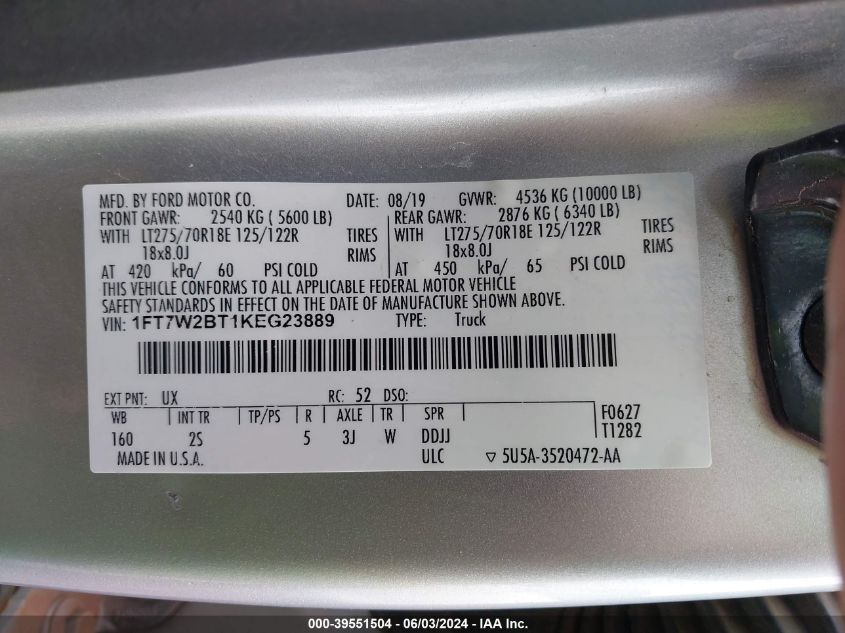 MFD. BY FORD MOTOR CO. DATE: 08/19 GVWR: 4536 KG (10000 LB)
FRONT GAWR: 2540 KG ( 5600 LB) REAR GAWR: 2876 KG ( 6340 LB)
WITH LT275/70R18E 125/122R TIRES WITH LT275/70R18E 125/122R TIRES
18x8.0J RIMS 18x8.0J RIMS
AT 420 kPa/ 60 PSI COLD AT 450 kPa/ 65 PSI COLD
THIS VEHICLE CONFORMS TO ALL APPLICABLE FEDERAL MOTOR VEHICLE
SAFETY STANDARDS IN EFFECT ON THE DATE OF MANUFACTURE SHOWN ABOVE.
VIN: 1FT7W2BT1KEG23889 TYPE: Truck
EXT PNT: UX RC: 52 DSO:
WB INT TR TP/PS R AXLE TR SPR F0627
160 2S 5 3J W DDJJ T1282
MADE IN U.S.A. ULC ▽ 5U5A-3520472-AA
000-39551504 - 06/03/2024 - IAA Inc.